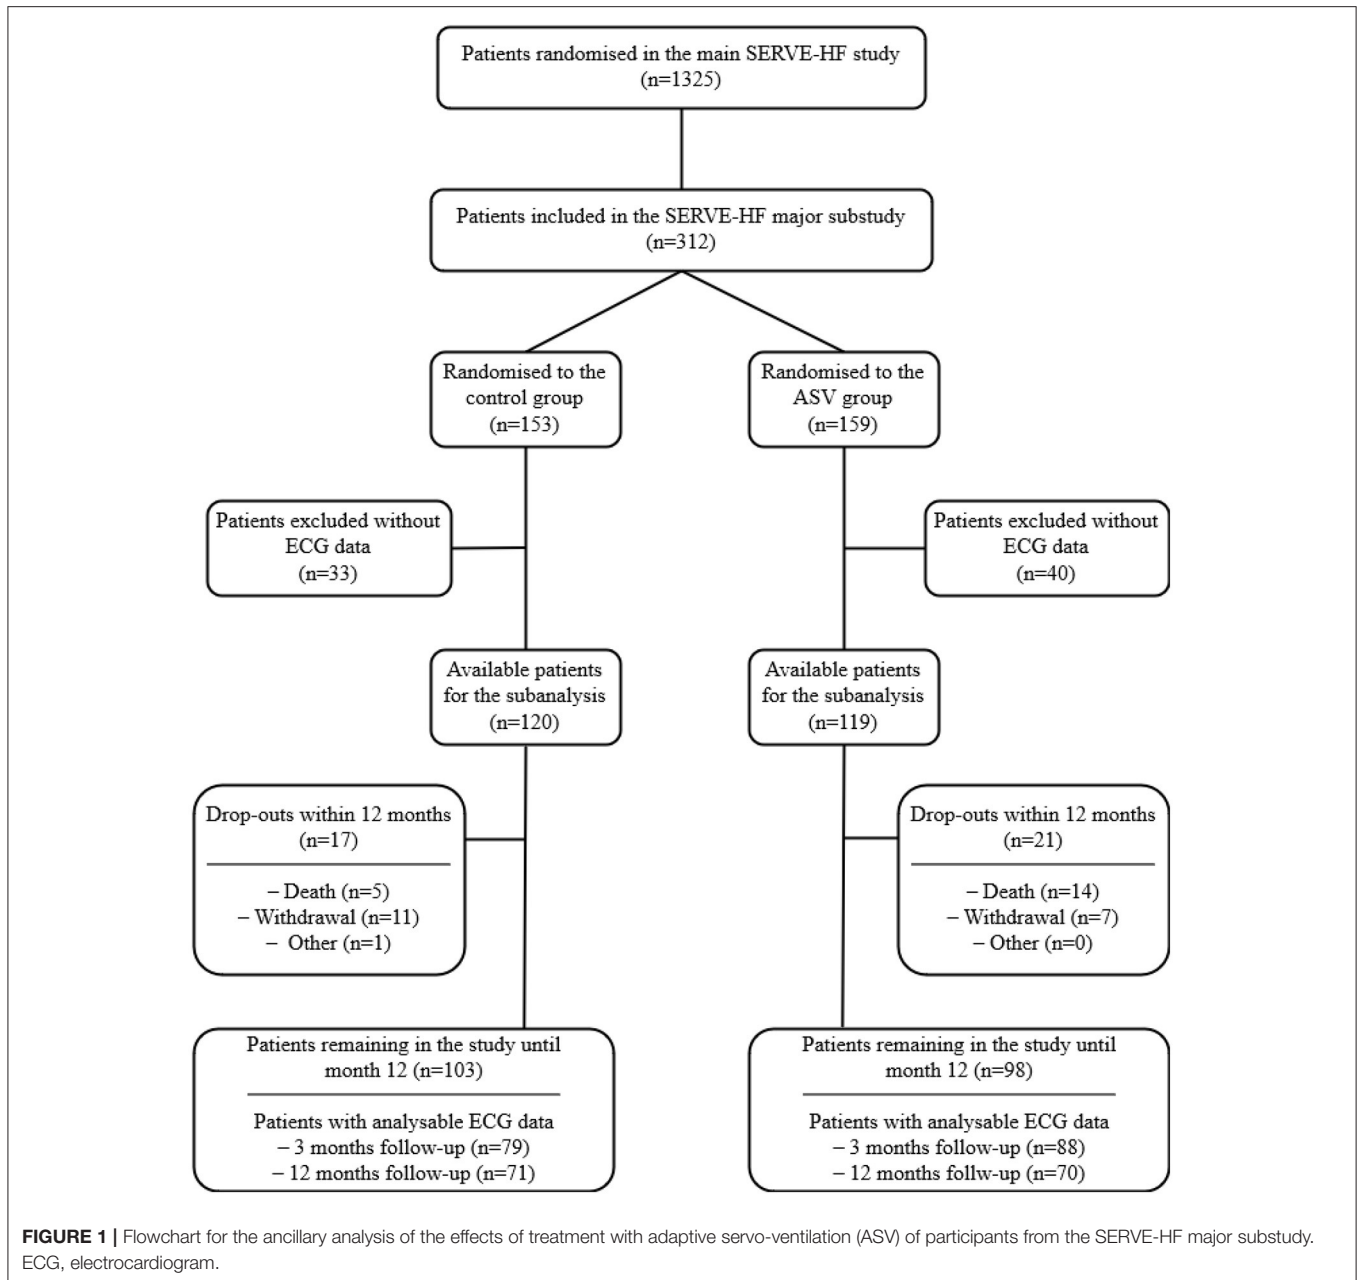 Patients randomised in the main SERVE-HF study
(n=1325)
Patients included in the SERVE-HF major substudy
(n=312)
Randomised to the
control group
(n=153)
Randomised to the
ASV group
(n=159)
Patients excluded without
ECG data
(n=33)
Patients excluded without
ECG data
(n=40)
Available patients
for the subanalysis
(n=120)
Available patients
for the subanalysis
(n=119)
Drop-outs within 12 months
(n=17)
– Death (n=5)
– Withdrawal (n=11)
– Other (n=1)
Drop-outs within 12 months
(n=21)
– Death (n=14)
– Withdrawal (n=7)
– Other (n=0)
Patients remaining in the study until
month 12 (n=103)
Patients with analysable ECG data
– 3 months follow-up (n=79)
– 12 months follow-up (n=71)
Patients remaining in the study until
month 12 (n=98)
Patients with analysable ECG data
– 3 months follow-up (n=88)
– 12 months follw-up (n=70)
FIGURE 1 | Flowchart for the ancillary analysis of the effects of treatment with adaptive servo-ventilation (ASV) of participants from the SERVE-HF major substudy.
ECG, electrocardiogram.